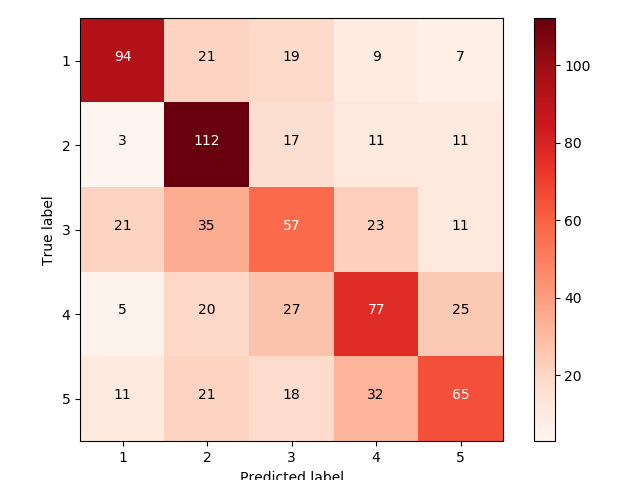 1 94 21 19 9 7
2 3 112 17 11 11
3 21 35 57 23 11
4 5 20 27 77 25
5 11 21 18 32 65
1 2 3 4 5
True label
Predicted label
100
80
60
40
20